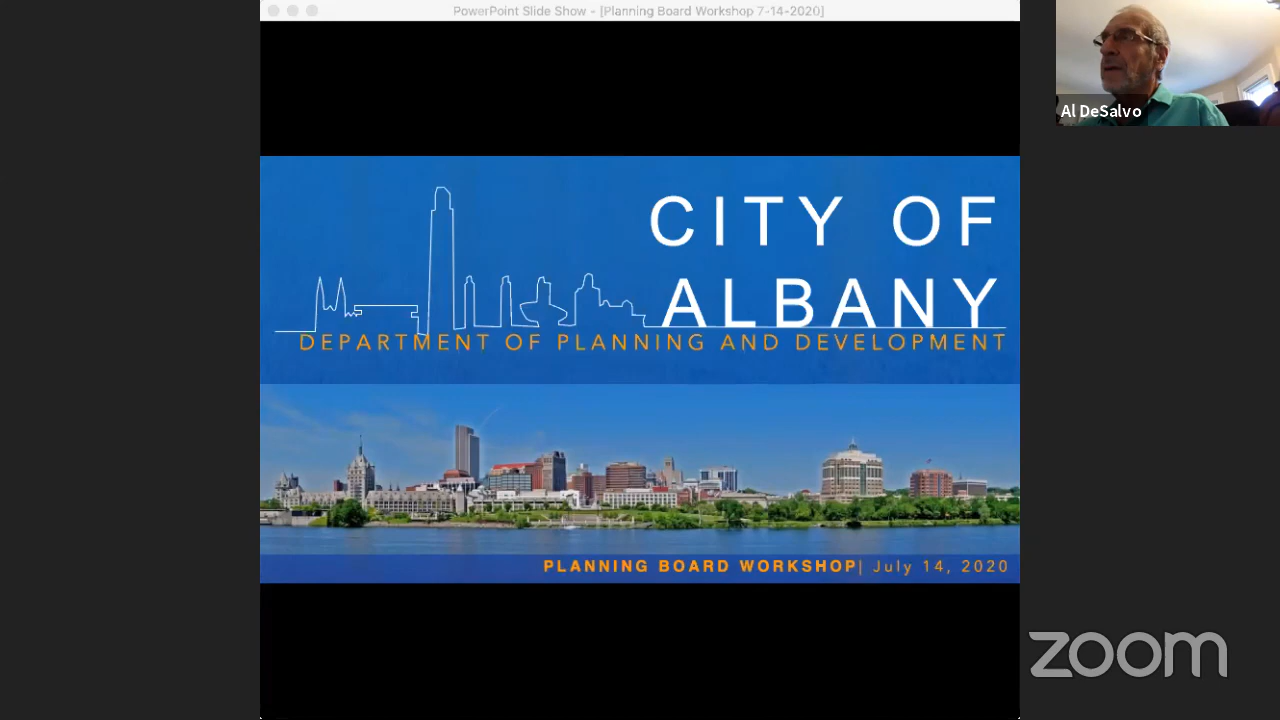 PowerPoint Slide Show - [Planning Board Workshop 7-14-2020]
Al DeSalvo
CITY OF
ALBANY
DEPARTMENT OF PLANNING AND DEVELOPMENT
PLANNING BOARD WORKSHOP| July 14, 2020
zoom